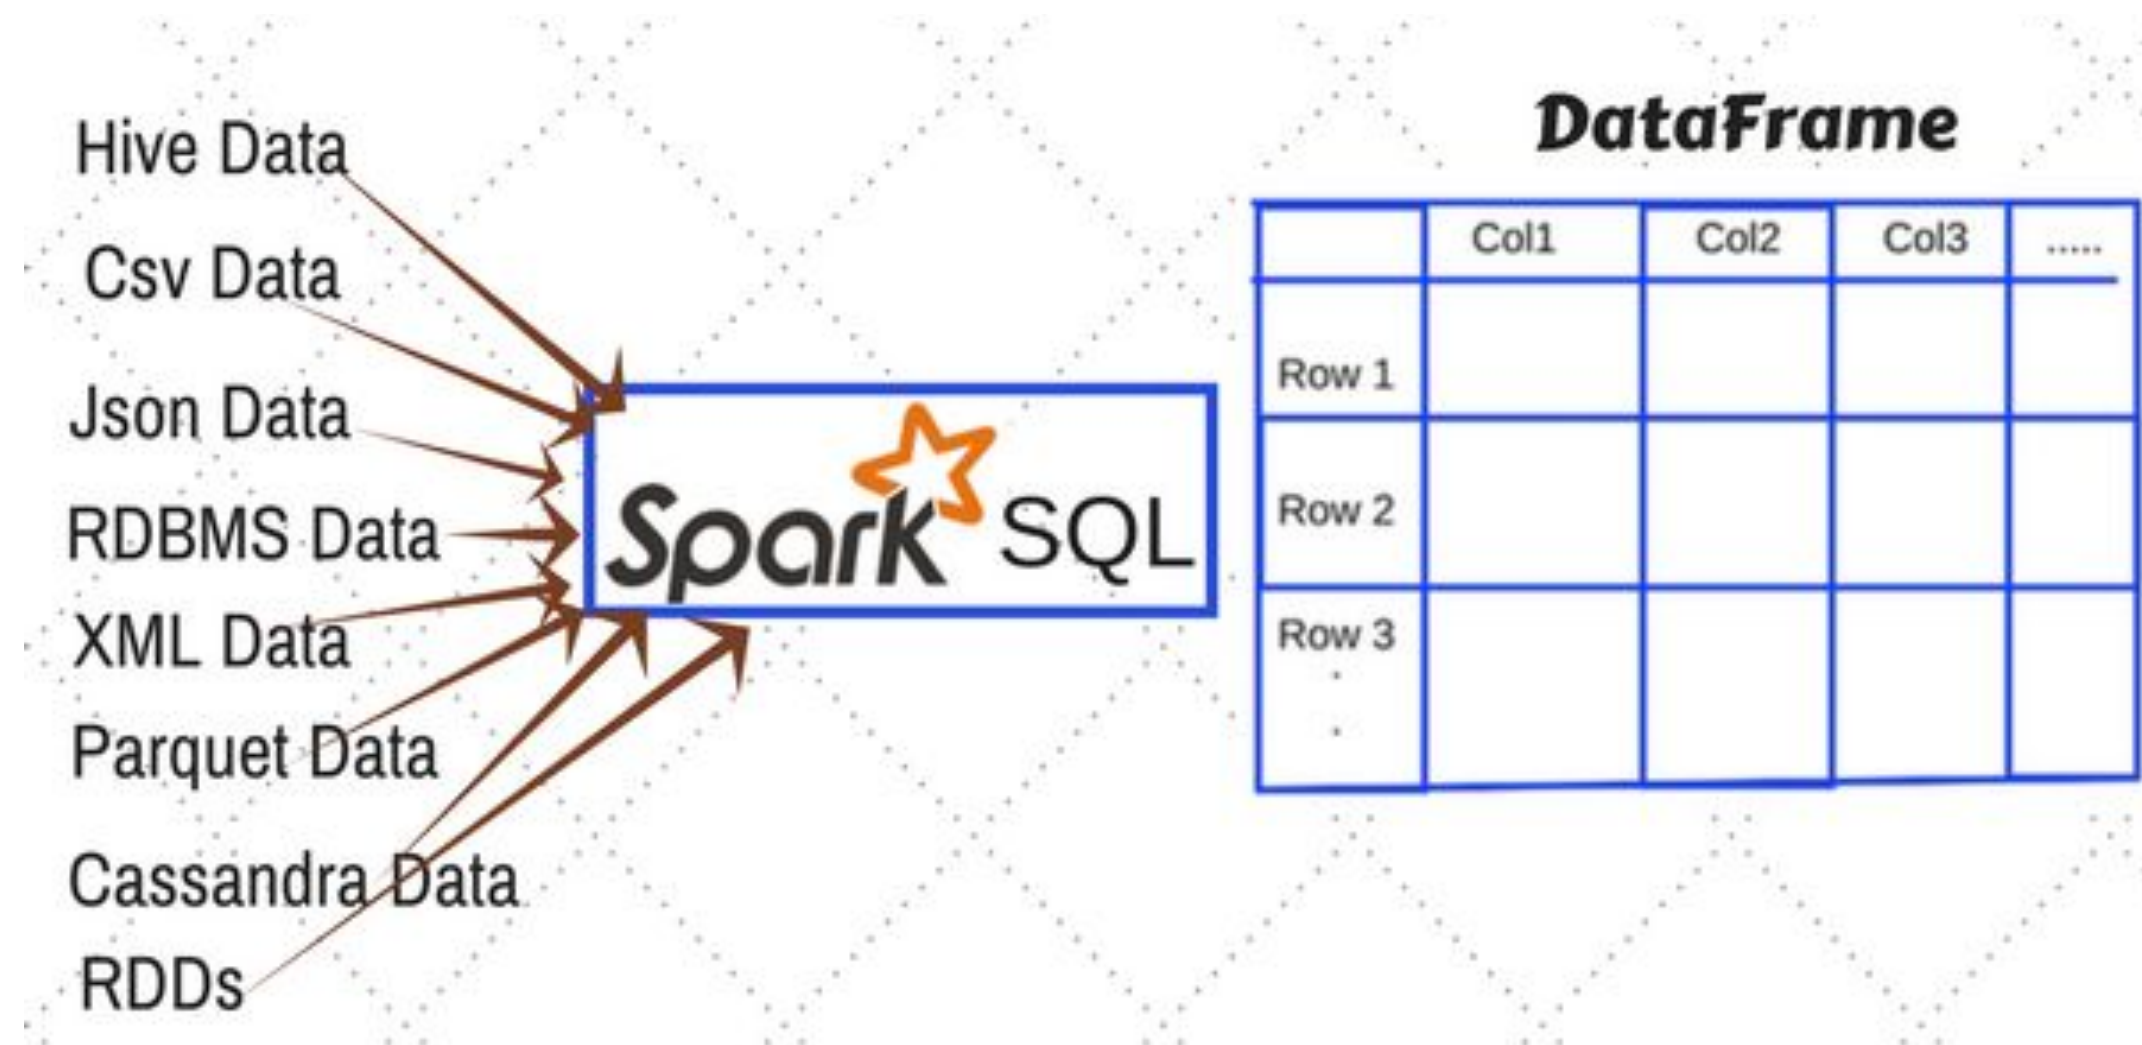 Hive Data
Csv Data
Json Data
RDBMS Data
XML Data
Parquet Data
Cassandra Data
RDDs
Spark SQL
DataFrame
Col1 Col2 Col3 .....
Row 1
Row 2
Row 3
.
.